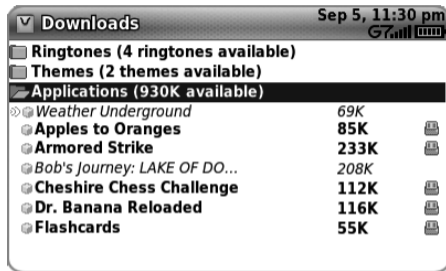 Downloads
Sep 5, 11:30 pm
G7
Ringtones (4 ringtones available)
Themes (2 themes available)
Applications (930K available)
Weather Underground 69K
Apples to Oranges 85K
Armored Strike 233K
Bob's Journey: LAKE OF DO... 208K
Cheshire Chess Challenge 112K
Dr. Banana Reloaded 116K
Flashcards 55K